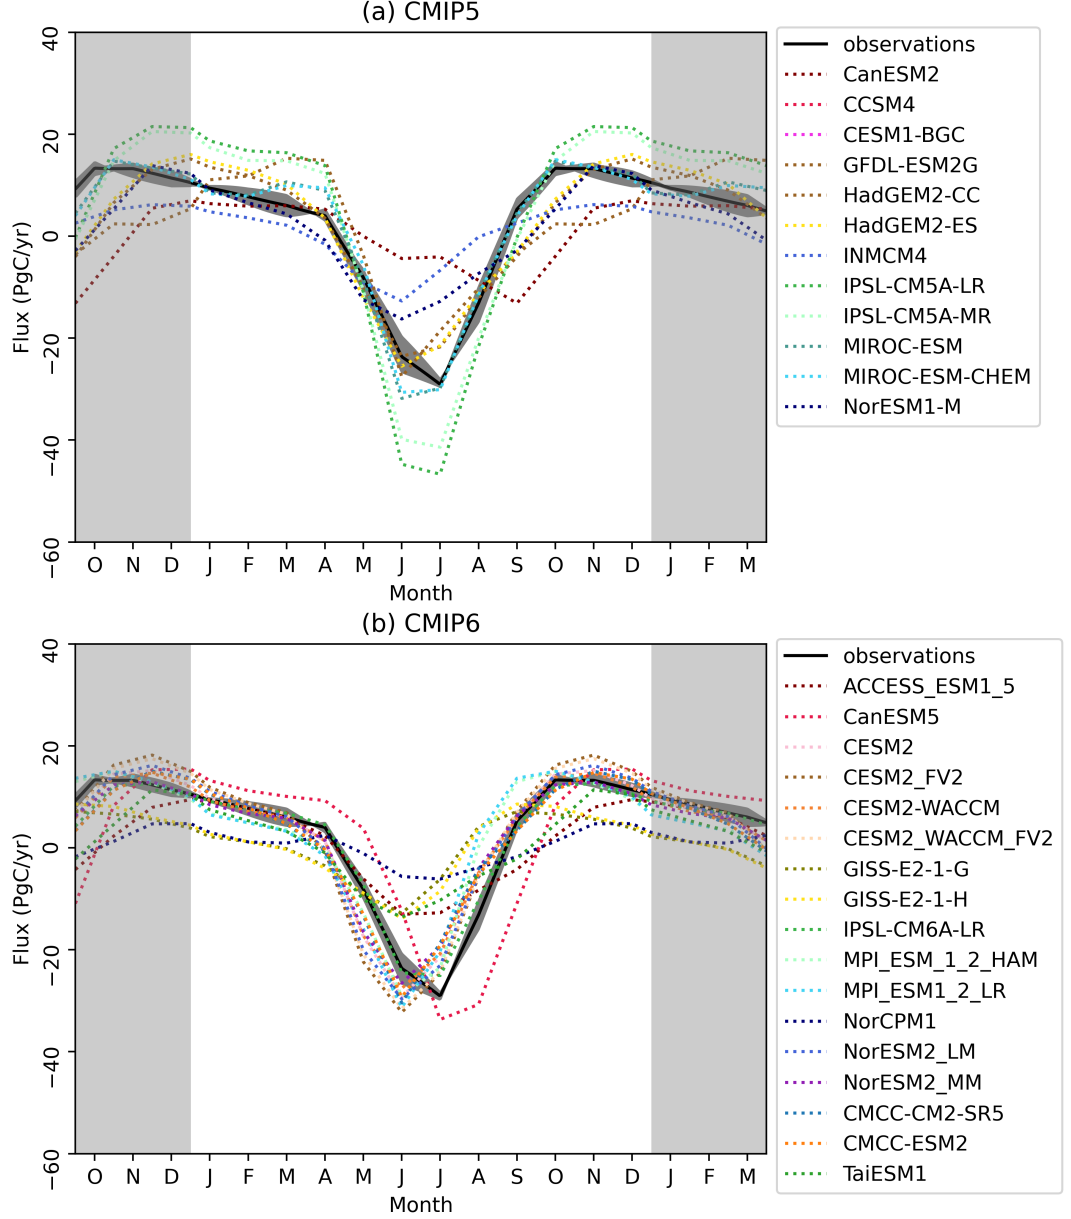 (a) CMIP5
40
20
0
−20
−40
−60
Flux (PgC/yr)
O N D J F M A M J J A S O N D J F M
Month
observations
CanESM2
CCSM4
CESM1-BGC
GFDL-ESM2G
HadGEM2-CC
HadGEM2-ES
INMCM4
IPSL-CM5A-LR
IPSL-CM5A-MR
MIROC-ESM
MIROC-ESM-CHEM
NorESM1-M
(b) CMIP6
40
20
0
−20
−40
−60
Flux (PgC/yr)
O N D J F M A M J J A S O N D J F M
Month
observations
ACCESS_ESM1_5
CanESM5
CESM2
CESM2_FV2
CESM2-WACCM
CESM2_WACCM_FV2
GISS-E2-1-G
GISS-E2-1-H
IPSL-CM6A-LR
MPI_ESM_1_2_HAM
MPI_ESM1_2_LR
NorCPM1
NorESM2_LM
NorESM2_MM
CMCC-CM2-SR5
CMCC-ESM2
TaiESM1